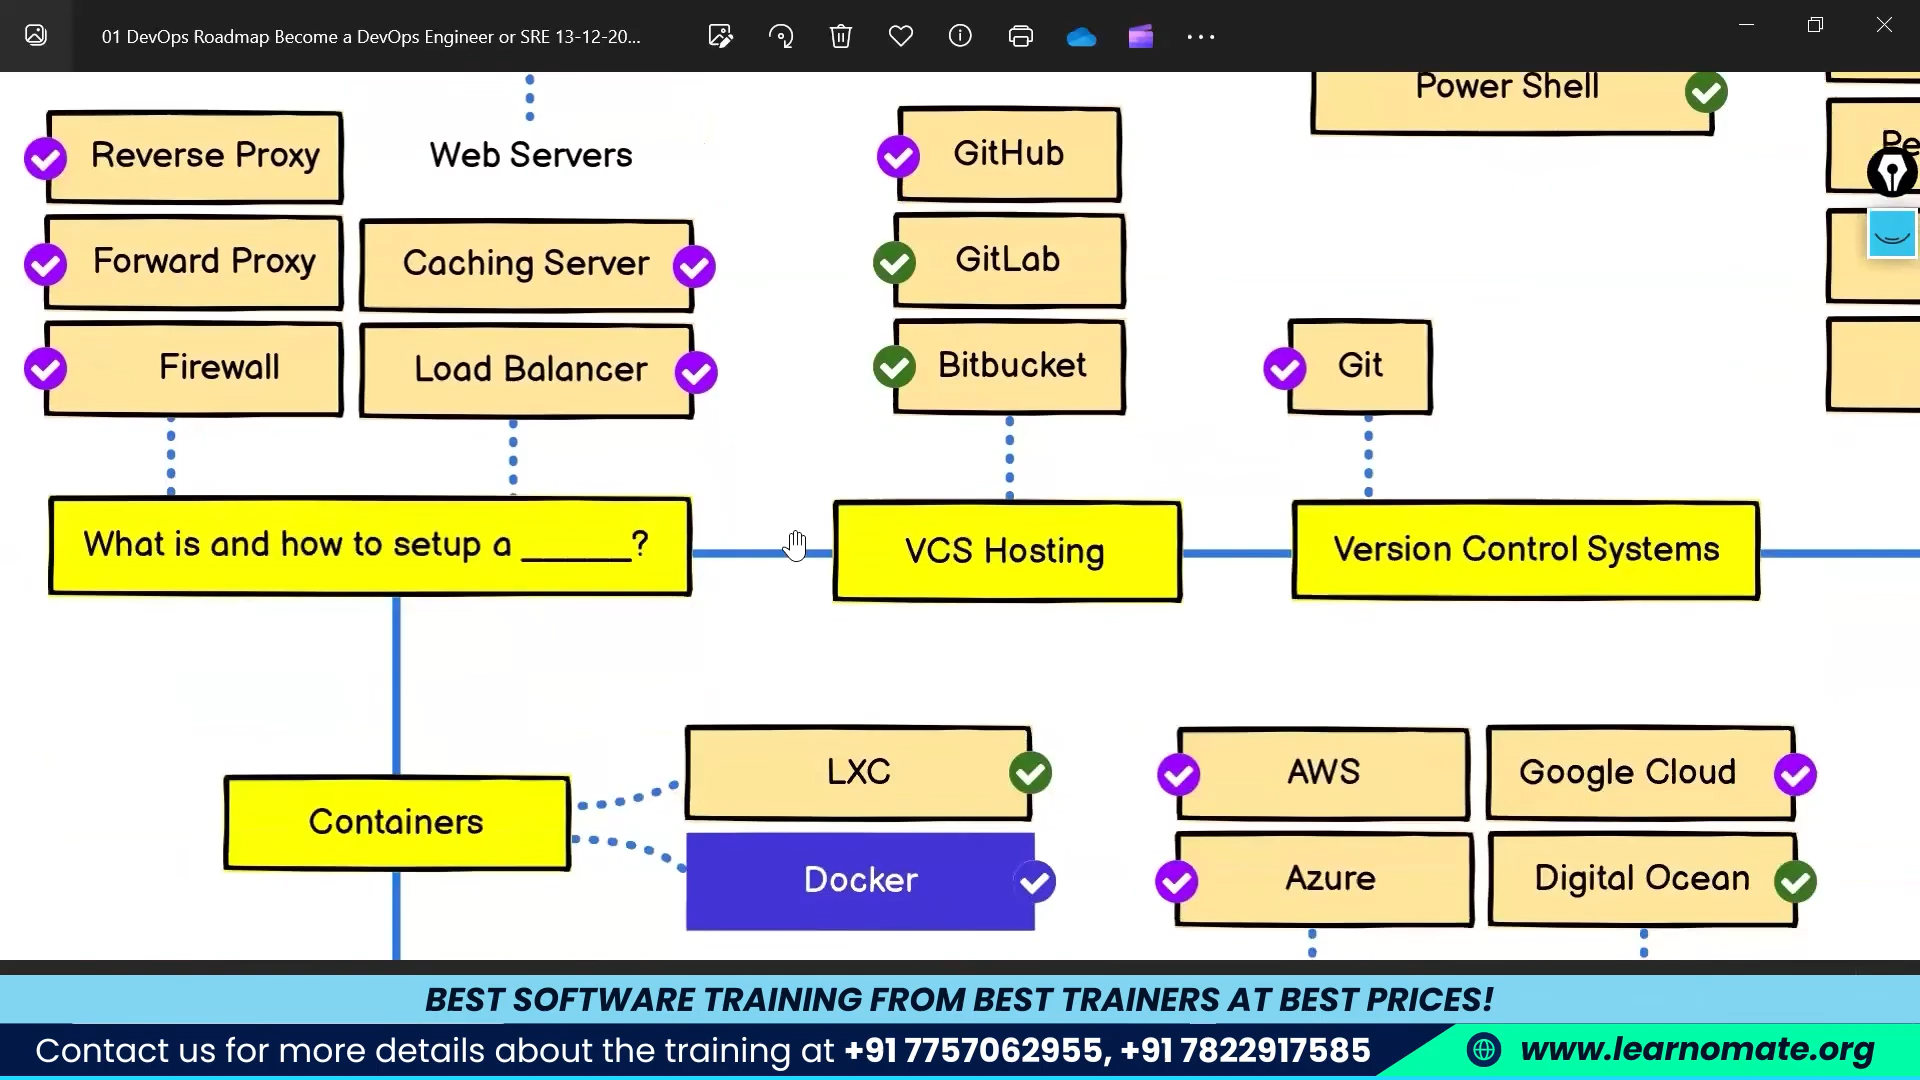 01 DevOps Roadmap Become a DevOps Engineer or SRE 13-12-20...
Power Shell
Reverse Proxy
Web Servers
GitHub
Forward Proxy
Caching Server
GitLab
Firewall
Load Balancer
Bitbucket
Git
What is and how to setup a ______?
VCS Hosting
Version Control Systems
Containers
LXC
Docker
AWS
Google Cloud
Azure
Digital Ocean
BEST SOFTWARE TRAINING FROM BEST TRAINERS AT BEST PRICES!
Contact us for more details about the training at +91 7757062955, +91 7822917585
www.learnomate.org